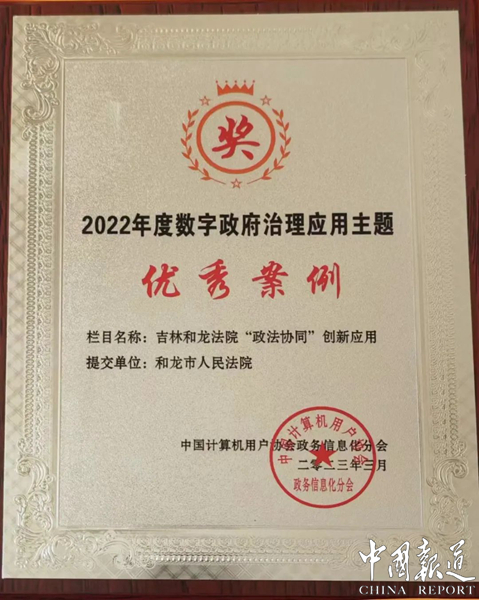 奖
2022年度数字政府治理应用主题
优秀案例
栏目名称：吉林和龙法院“政法协同”创新应用
提交单位：和龙市人民法院
中国计算机用户协会政务信息化分会
二〇二三年三月
中国计算机用户协会
政务信息化分会
中國報道
CHINA REPORT